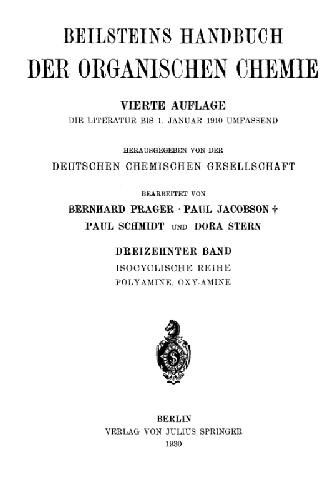 BEILSTEINS HANDBUCH
DER ORGANISCHEN CHEMIE
VIERTE AUFLAGE
DIE LITERATUR BIS 1. JANUAR 1910 UMFASSEND
HERAUSGEGEBEN VON DER
DEUTSCHEN CHEMISCHEN GESELLSCHAFT
BEARBEITET VON
BERNHARD PRAGER · PAUL JACOBSON †
PAUL SCHMIDT UND DORA STERN
DREIZEHNTER BAND
ISOCYCLISCHE REIHE
POLYAMINE, OXY-AMINE
BERLIN
VERLAG VON JULIUS SPRINGER
1930